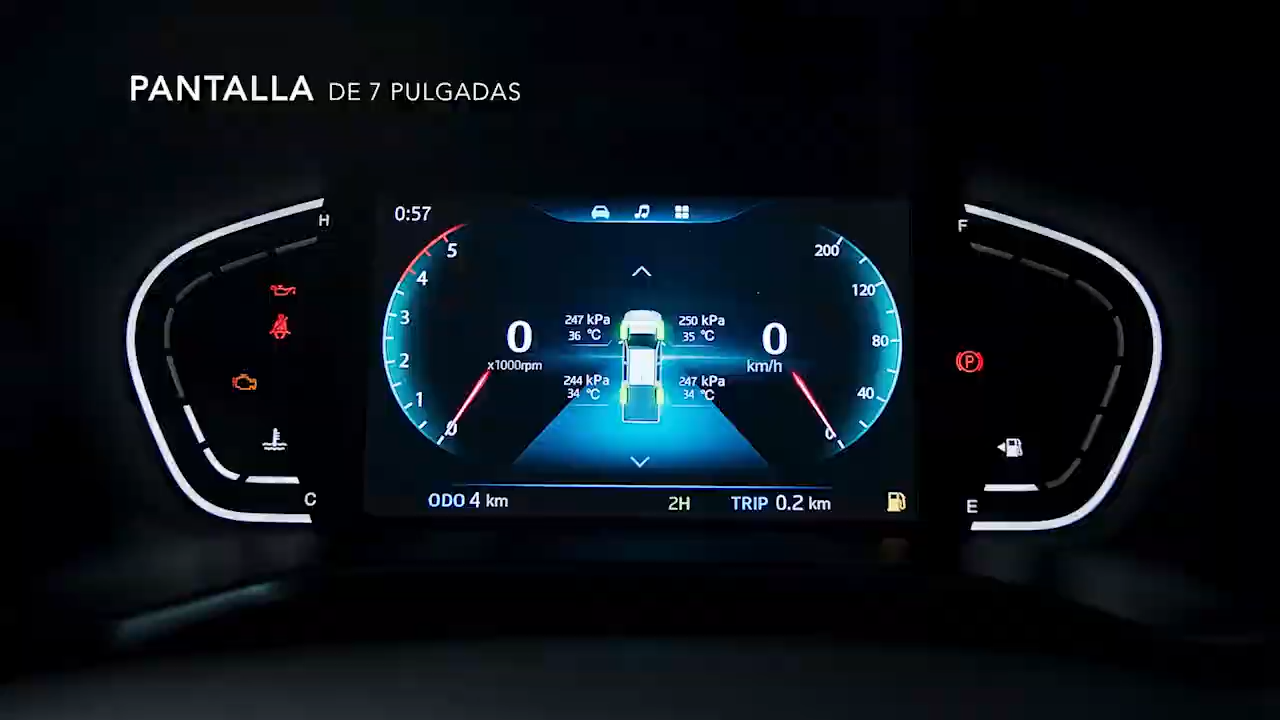 PANTALLA DE 7 PULGADAS
0:57
H
F
5
4
3
2
1
0
0
x1000rpm
247 kPa
36 °C
250 kPa
35 °C
244 kPa
34 °C
247 kPa
34 °C
0
km/h
200
120
80
40
0
P
C
E
ODO 4 km
2H
TRIP 0.2 km